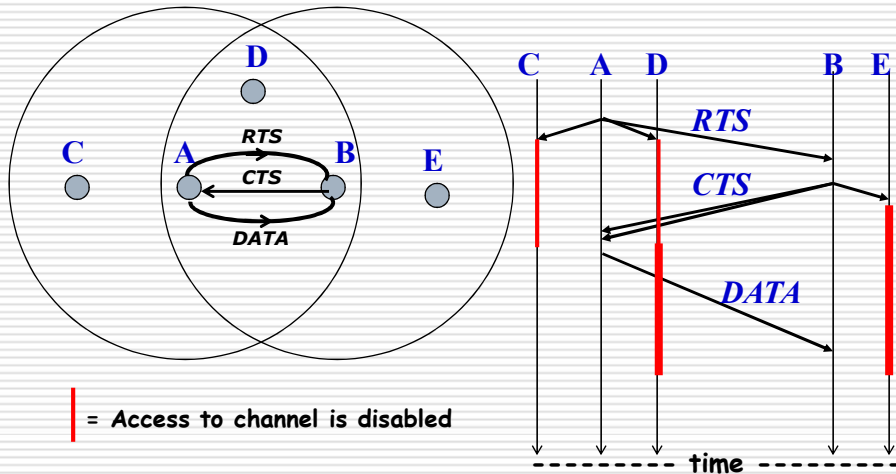 D
C
A
B
E
RTS
CTS
DATA
C A D B E
RTS
CTS
DATA
= Access to channel is disabled
time